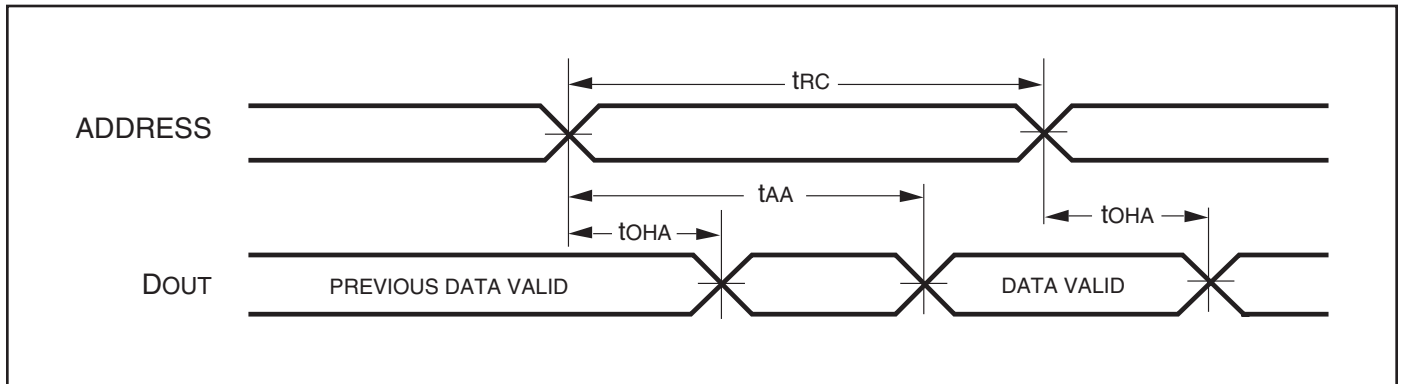 tRC
ADDRESS
tAA
tOHA
tOHA
DOUT
PREVIOUS DATA VALID
DATA VALID